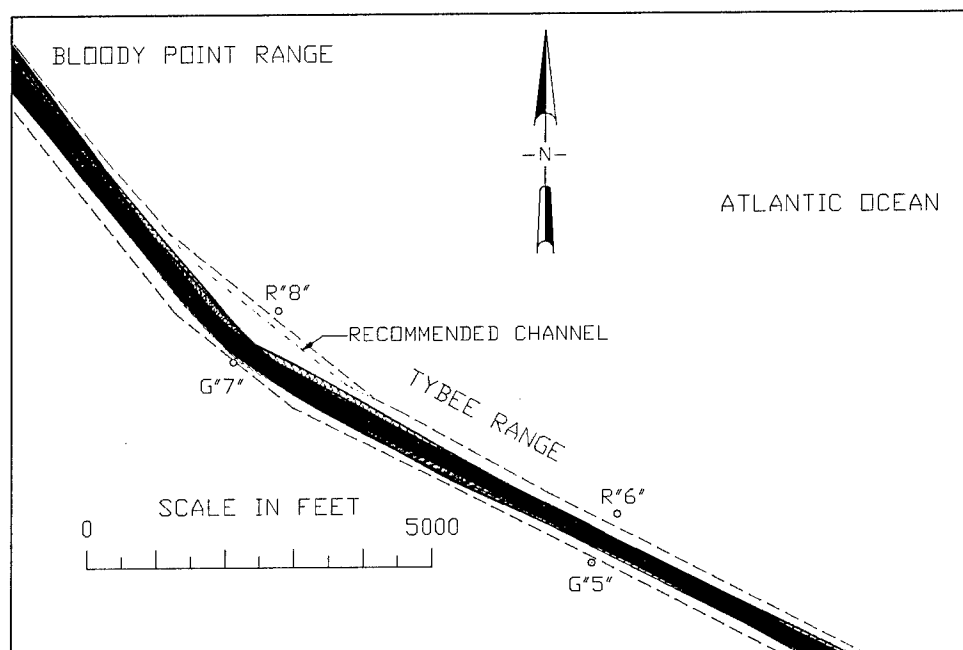 BLOODY POINT RANGE
-N-
ATLANTIC OCEAN
R"8"
RECOMMENDED CHANNEL
G"7"
TYBEE RANGE
SCALE IN FEET
0 5000
R"6"
G"5"